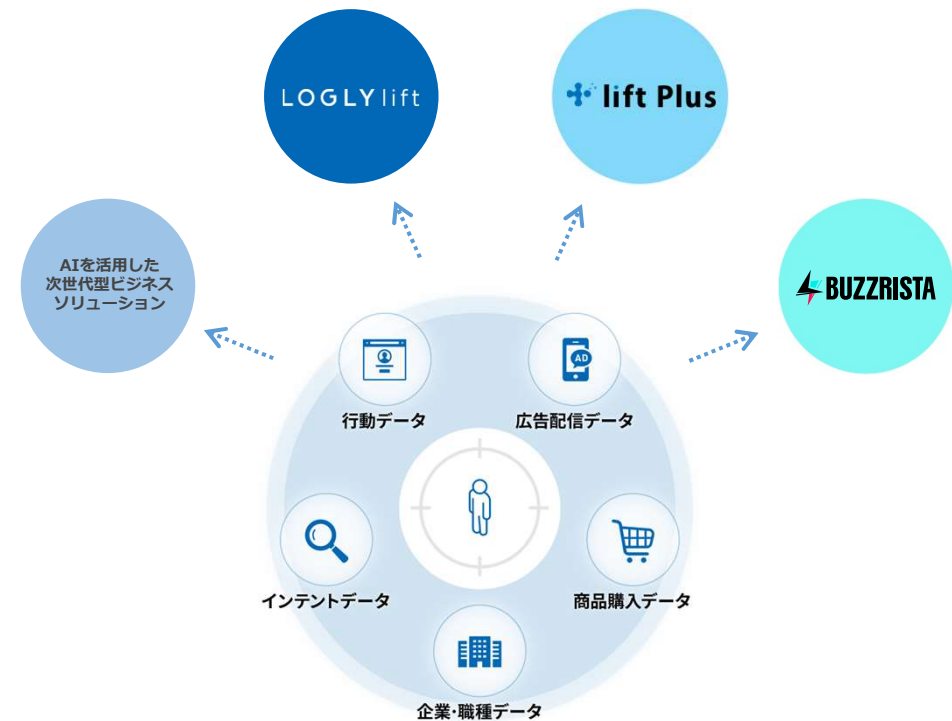 LOGLY lift
lift Plus
AIを活用した
次世代型ビジネス
ソリューション
BUZZRISTA
行動データ
AD
広告配信データ
インテントデータ
商品購入データ
企業・職種データ